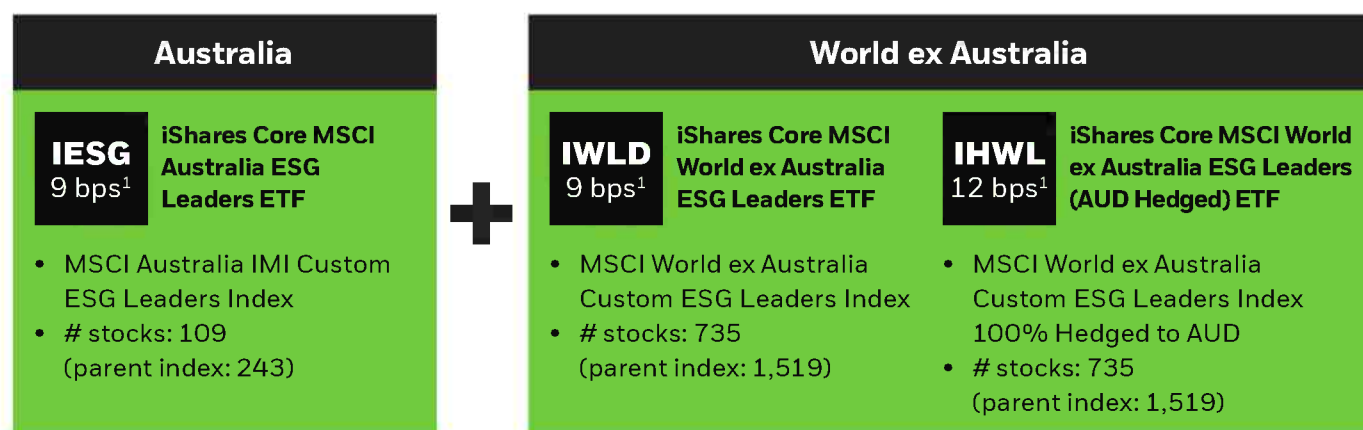 Australia
IESG
9 bps¹
iShares Core MSCI
Australia ESG
Leaders ETF
• MSCI Australia IMI Custom
ESG Leaders Index
• # stocks: 109
(parent index: 243)
+
World ex Australia
IWLD
9 bps¹
iShares Core MSCI
World ex Australia
ESG Leaders ETF
• MSCI World ex Australia
Custom ESG Leaders Index
• # stocks: 735
(parent index: 1,519)
IHWL
12 bps¹
iShares Core MSCI World
ex Australia ESG Leaders
(AUD Hedged) ETF
• MSCI World ex Australia
Custom ESG Leaders Index
100% Hedged to AUD
• # stocks: 735
(parent index: 1,519)